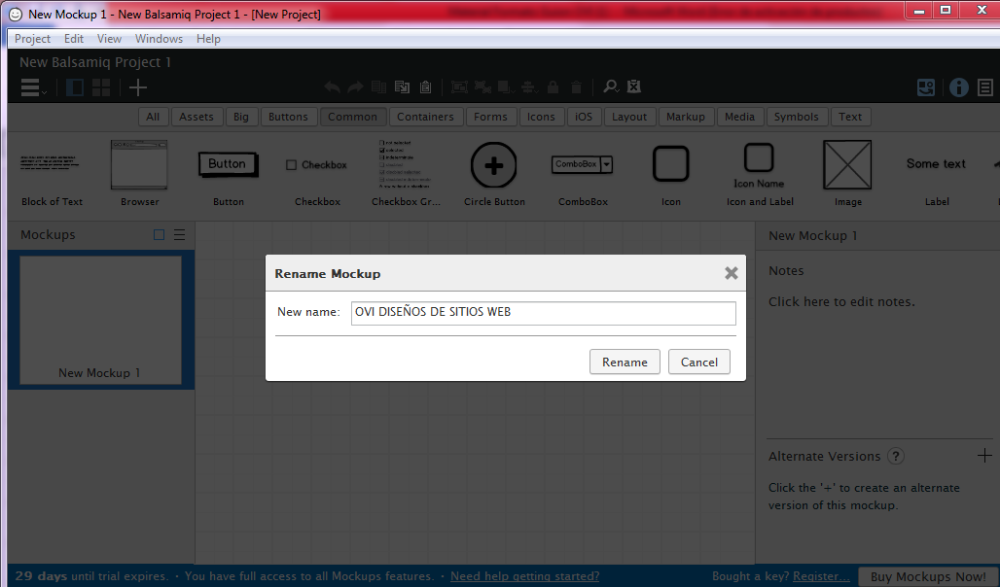 New Mockup 1 - New Balsamiq Project 1 - [New Project]
Project Edit View Windows Help
New Balsamiq Project 1
All Assets Big Buttons Common Containers Forms Icons iOS Layout Markup Media Symbols Text
Button Checkbox ComboBox Icon Name Some text
Block of Text Browser Button Checkbox Checkbox Gr... Circle Button ComboBox Icon Icon and Label Image Label
Mockups
New Mockup 1
New Mockup 1
Notes
Click here to edit notes.
Rename Mockup
New name: OVI DISEÑOS DE SITIOS WEB
Rename Cancel
Alternate Versions ?
Click the '+' to create an alternate
version of this mockup.
29 days until trial expires. · You have full access to all Mockups features. · Need help getting started? Bought a key? Register... Buy Mockups Now!